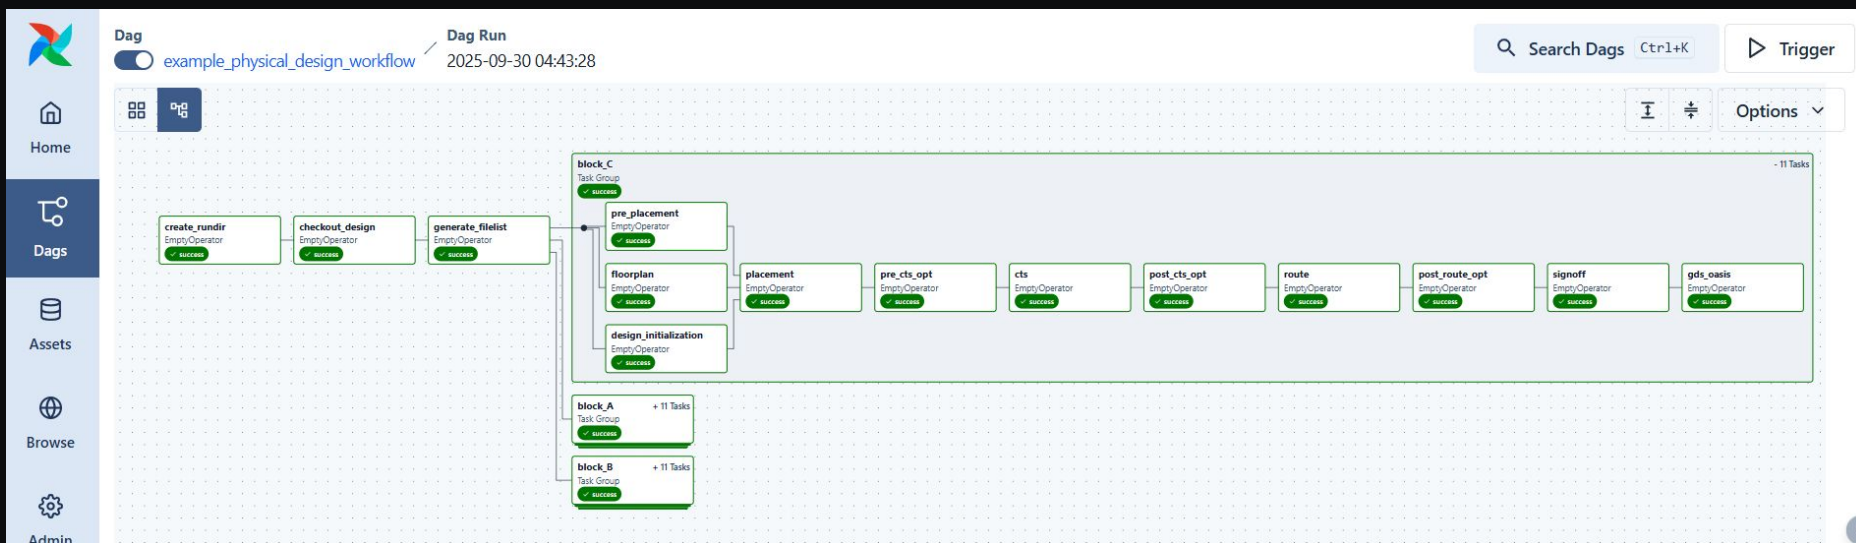 Dag
example_physical_design_workflow
Dag Run
2025-09-30 04:43:28
Search Dags Ctrl+K
Trigger
Home
Dags
Assets
Browse
Admin
Options
block_C
- 11 Tasks
Task Group
success
create_rundir
EmptyOperator
success
checkout_design
EmptyOperator
success
generate_filelist
EmptyOperator
success
pre_placement
EmptyOperator
success
floorplan
EmptyOperator
success
design_initialization
EmptyOperator
success
placement
EmptyOperator
success
pre_cts_opt
EmptyOperator
success
cts
EmptyOperator
success
post_cts_opt
EmptyOperator
success
route
EmptyOperator
success
post_route_opt
EmptyOperator
success
signoff
EmptyOperator
success
gds_oasis
EmptyOperator
success
block_A + 11 Tasks
Task Group
success
block_B + 11 Tasks
Task Group
success